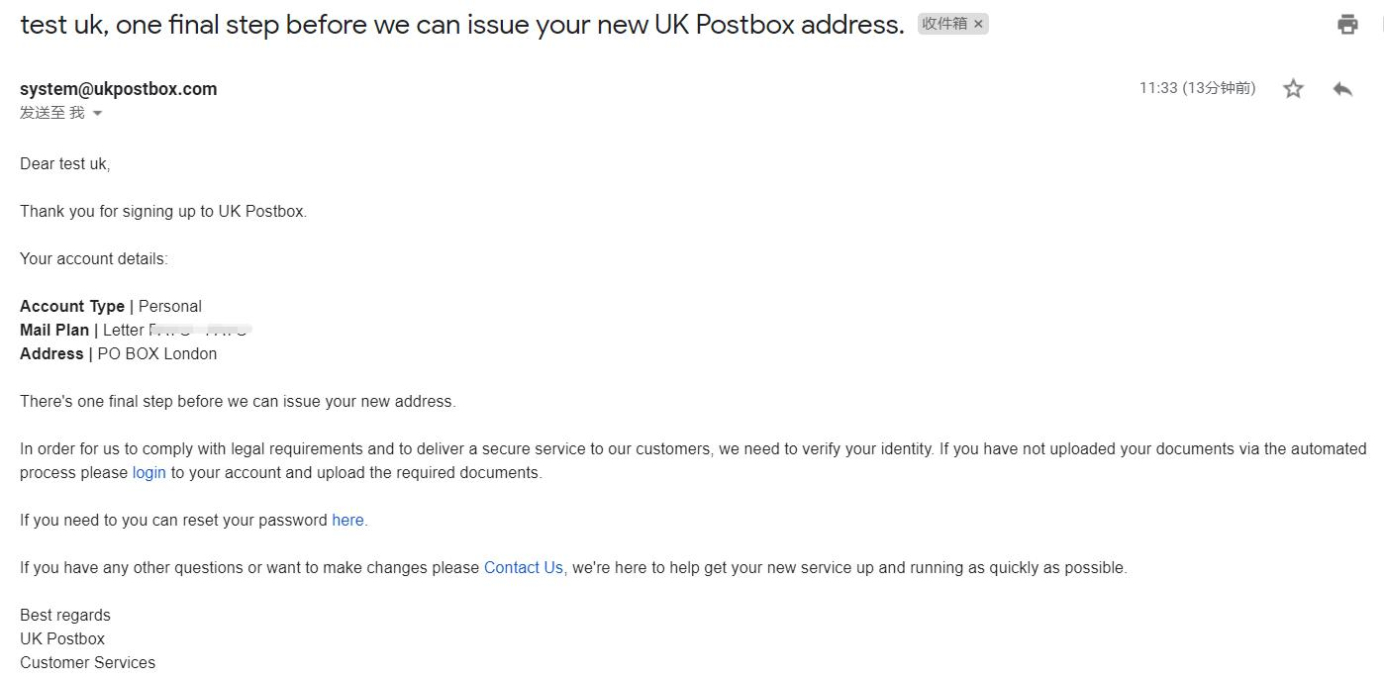 test uk, one final step before we can issue your new UK Postbox address. 收件箱 ×
system@ukpostbox.com 11:33 (13分钟前)
发送至 我
Dear test uk,
Thank you for signing up to UK Postbox.
Your account details:
Account Type | Personal
Mail Plan | Letter
Address | PO BOX London
There's one final step before we can issue your new address.
In order for us to comply with legal requirements and to deliver a secure service to our customers, we need to verify your identity. If you have not uploaded your documents via the automated
process please login to your account and upload the required documents.
If you need to you can reset your password here.
If you have any other questions or want to make changes please Contact Us, we're here to help get your new service up and running as quickly as possible.
Best regards
UK Postbox
Customer Services